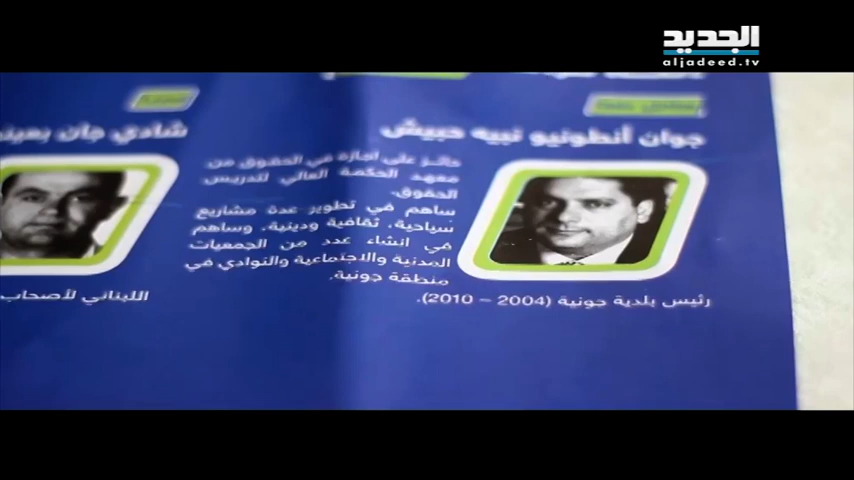 الجديد
aljadeed.tv
جوان أنطونيو نبيه حبيش
حائز على اجازة في الحقوق من
معهد الحكمة العالي لتدريس
الحقوق.
ساهم في تطوير عدة مشاريع
سياحية، ثقافية ودينية، وساهم
في انشاء عدد من الجمعيات
المدنية والاجتماعية والنوادي في
منطقة جونية.
رئيس بلدية جونية (2004 – 2010).
شادي جان
اللبناني لأصحاب